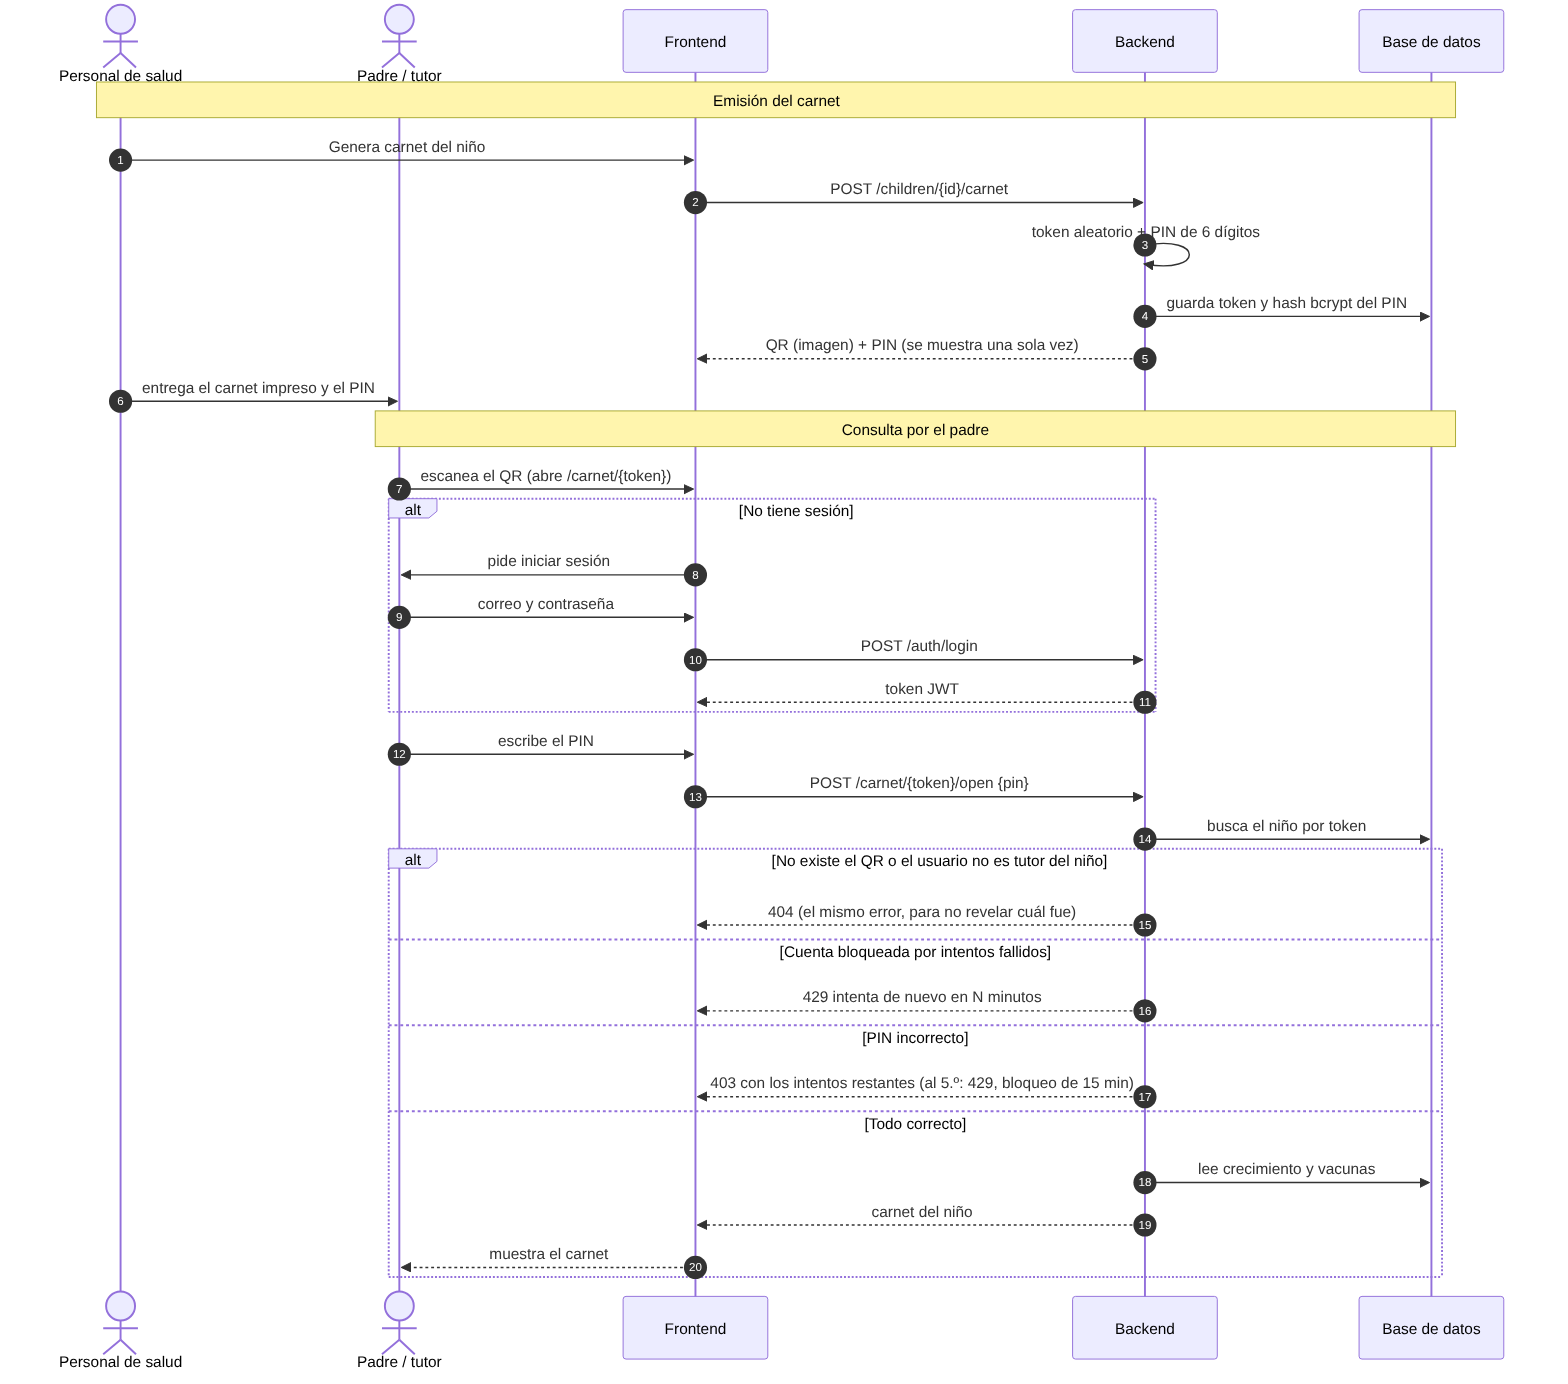 Personal de salud
Padre / tutor
Frontend
Backend
Base de datos
Emisión del carnet
1
Genera carnet del niño
2
POST /children/{id}/carnet
token aleatorio + PIN de 6 dígitos
3
4
guarda token y hash bcrypt del PIN
QR (imagen) + PIN (se muestra una sola vez)
5
6
entrega el carnet impreso y el PIN
Consulta por el padre
7
escanea el QR (abre /carnet/{token})
alt
[No tiene sesión]
pide iniciar sesión
8
9
correo y contraseña
10
POST /auth/login
token JWT
11
12
escribe el PIN
13
POST /carnet/{token}/open {pin}
14
busca el niño por token
alt
[No existe el QR o el usuario no es tutor del niño]
404 (el mismo error, para no revelar cuál fue)
15
[Cuenta bloqueada por intentos fallidos]
429 intenta de nuevo en N minutos
16
[PIN incorrecto]
403 con los intentos restantes (al 5.º: 429, bloqueo de 15 min)
17
[Todo correcto]
18
lee crecimiento y vacunas
carnet del niño
19
muestra el carnet
20
Personal de salud
Padre / tutor
Frontend
Backend
Base de datos